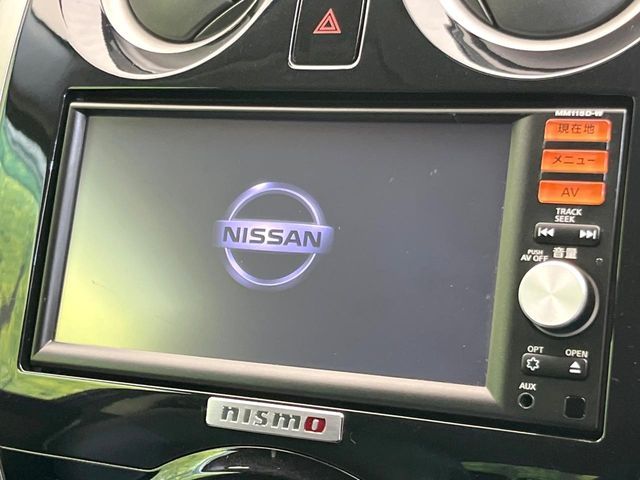 MM115D-W
現在地
メニュー
AV
TRACK
SEEK
音量
PUSH
AV OFF
NISSAN
OPT
OPEN
AUX
nismo